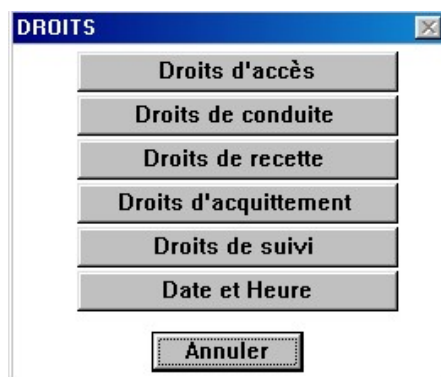 DROITS
Droits d'accès
Droits de conduite
Droits de recette
Droits d'acquittement
Droits de suivi
Date et Heure
Annuler